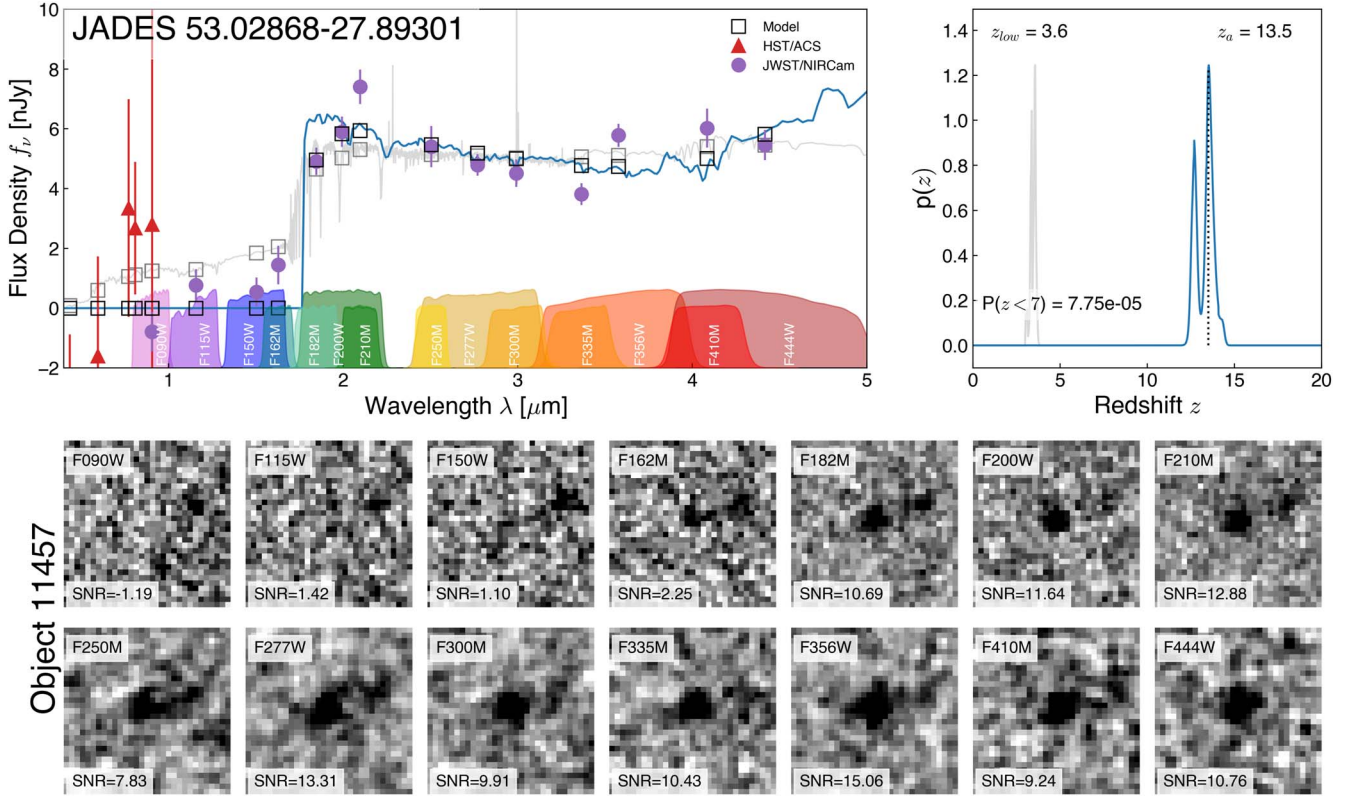 JADES 53.02868-27.89301
Model
HST/ACS
JWST/NIRCam
Flux Density fν [nJy]
10
8
6
4
2
0
−2
F090W
F115W
F150W
F162M
F182M
F200W
F210M
F250M
F277W
F300M
F335M
F356W
F410M
F444W
1 2 3 4 5
Wavelength λ [μm]
zlow = 3.6
za = 13.5
p(z)
1.4
1.2
1.0
0.8
0.6
0.4
0.2
0.0
P(z < 7) = 7.75e-05
0 5 10 15 20
Redshift z
Object 11457
F090W F115W F150W F162M F182M F200W F210M
SNR=-1.19 SNR=1.42 SNR=1.10 SNR=2.25 SNR=10.69 SNR=11.64 SNR=12.88
F250M F277W F300M F335M F356W F410M F444W
SNR=7.83 SNR=13.31 SNR=9.91 SNR=10.43 SNR=15.06 SNR=9.24 SNR=10.76